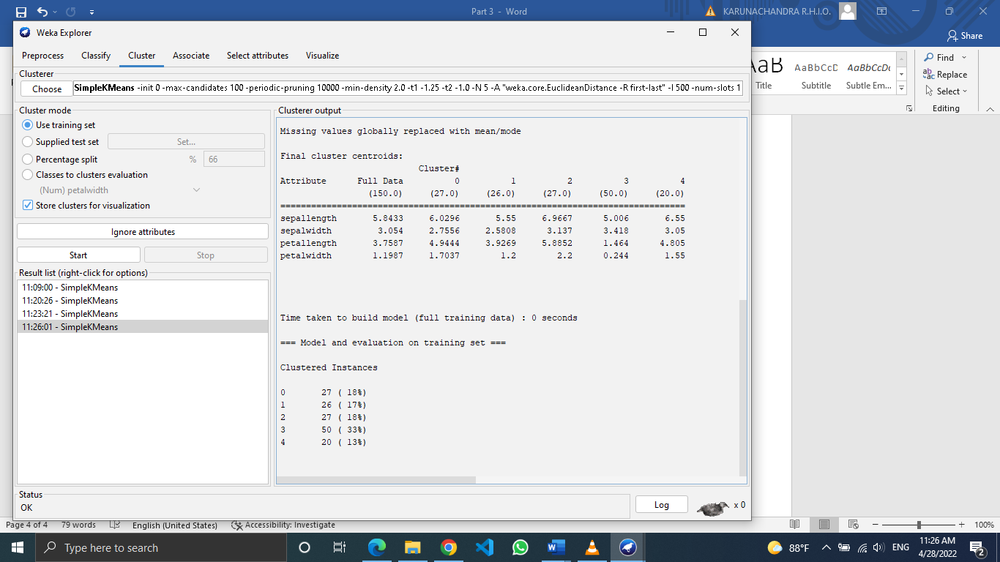 Part 3 - Word
KARUNACHANDRA R.H.I.O.
Share
Weka Explorer
Preprocess Classify Cluster Associate Select attributes Visualize
Clusterer
Choose SimpleKMeans -init 0 -max-candidates 100 -periodic-pruning 10000 -min-density 2.0 -t1 -1.25 -t2 -1.0 -N 5 -A "weka.core.EuclideanDistance -R first-last" -I 500 -num-slots 1
Cluster mode
Use training set
Supplied test set Set...
Percentage split % 66
Classes to clusters evaluation
(Num) petalwidth
Store clusters for visualization
Ignore attributes
Start Stop
Result list (right-click for options)
11:09:00 - SimpleKMeans
11:20:26 - SimpleKMeans
11:23:21 - SimpleKMeans
11:26:01 - SimpleKMeans
Clusterer output
Missing values globally replaced with mean/mode
Final cluster centroids:
Cluster#
Attribute Full Data 0 1 2 3 4
(150.0) (27.0) (26.0) (27.0) (50.0) (20.0)
================================================================================
sepallength 5.8433 6.0296 5.55 6.9667 5.006 6.55
sepalwidth 3.054 2.7556 2.5808 3.137 3.418 3.05
petallength 3.7587 4.9444 3.9269 5.8852 1.464 4.805
petalwidth 1.1987 1.7037 1.2 2.2 0.244 1.55
Time taken to build model (full training data) : 0 seconds
=== Model and evaluation on training set ===
Clustered Instances
0 27 ( 18%)
1 26 ( 17%)
2 27 ( 18%)
3 50 ( 33%)
4 20 ( 13%)
Status
OK
Log
x 0
AaB AaBbCcD AaBbCcDc
Title Subtitle Subtle Em...
Find
Replace
Select
Editing
Page 4 of 4 79 words English (United States) Accessibility: Investigate 100%
Type here to search
88°F ENG
11:26 AM
4/28/2022
2